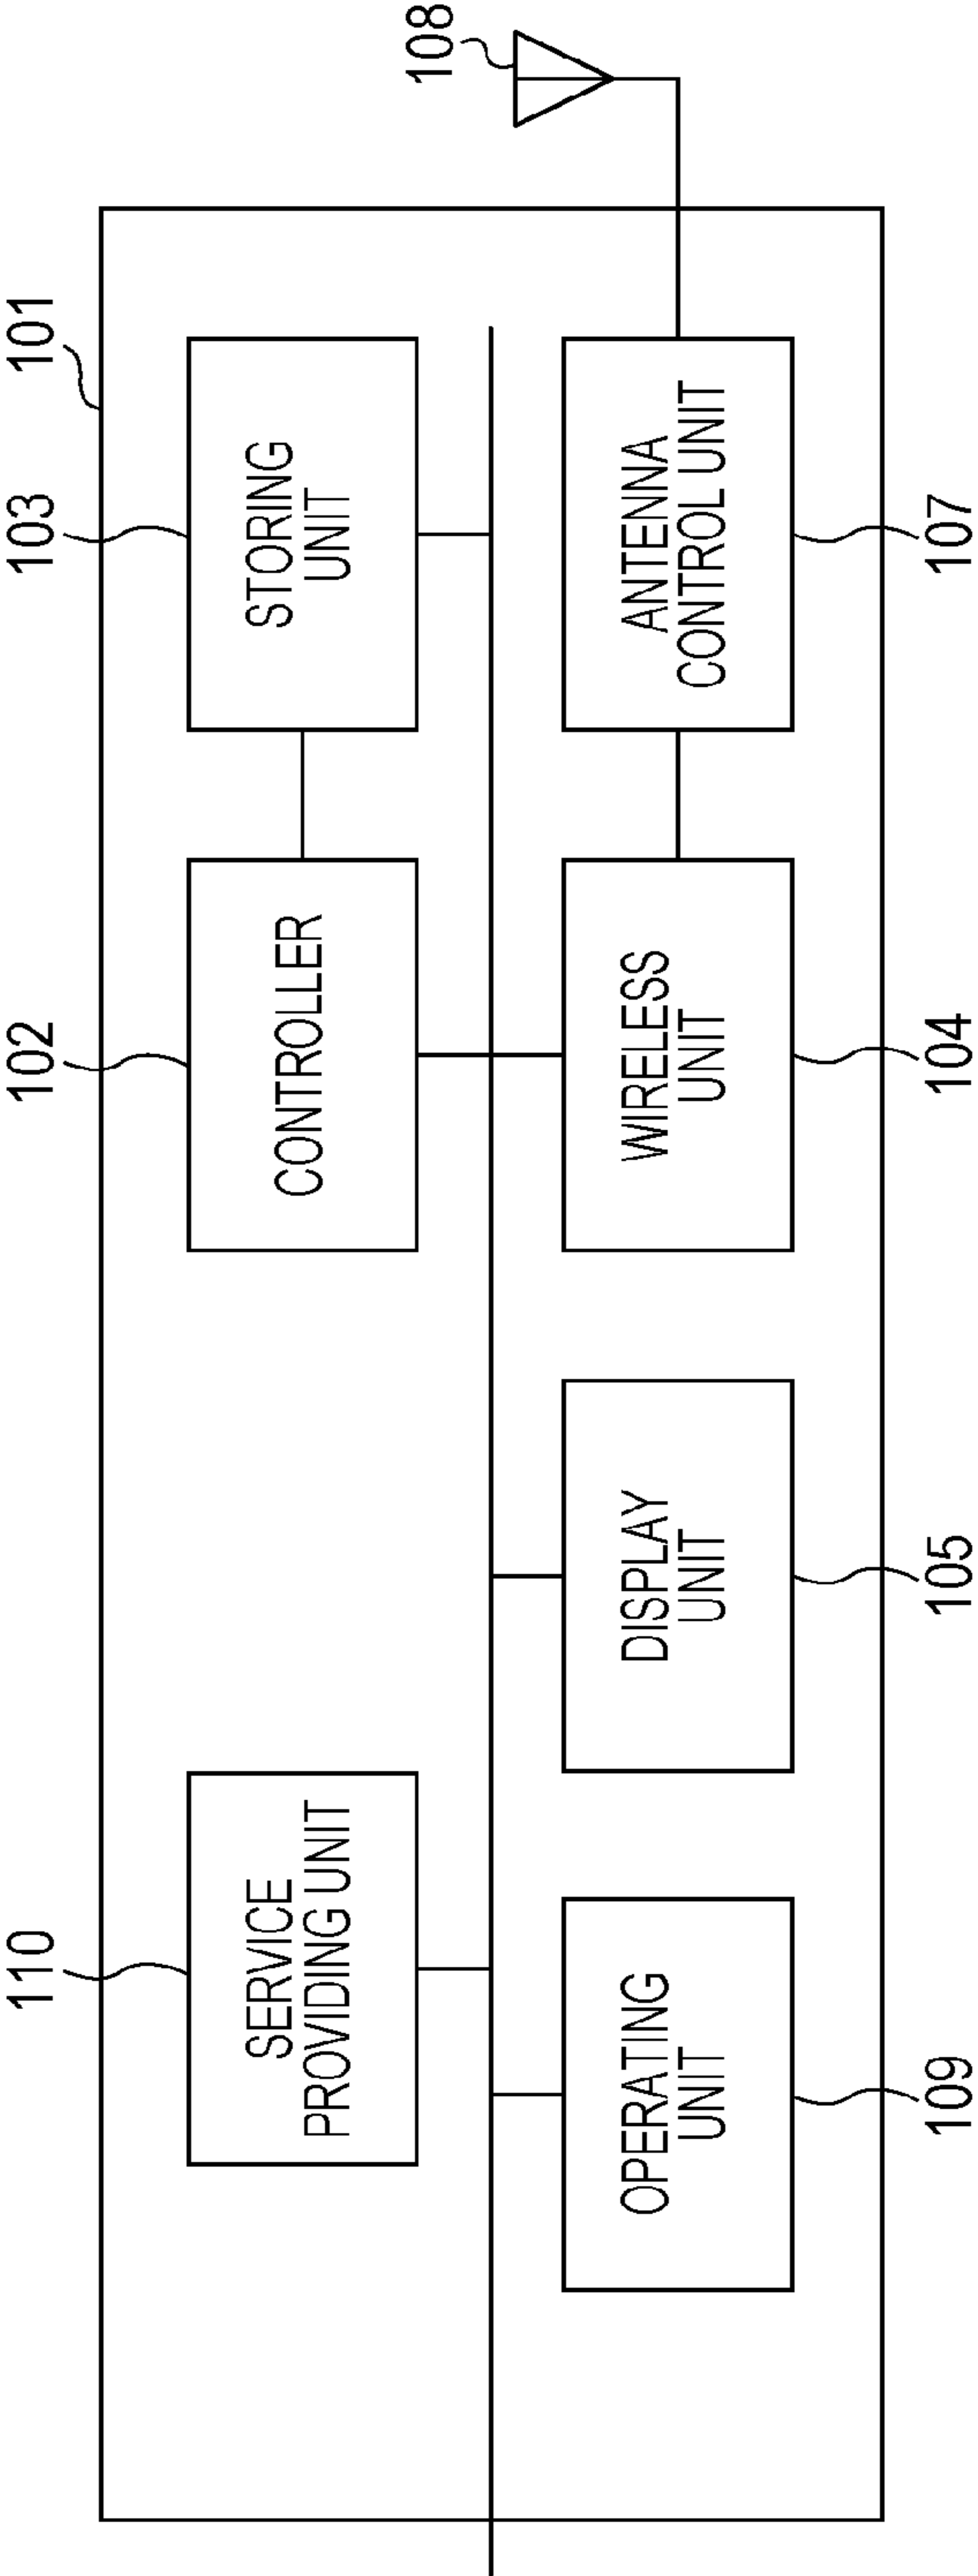 101
110
102
103
108
SERVICE
PROVIDING UNIT
CONTROLLER
STORING
UNIT
OPERATING
UNIT
DISPLAY
UNIT
WIRELESS
UNIT
ANTENNA
CONTROL UNIT
109
105
104
107